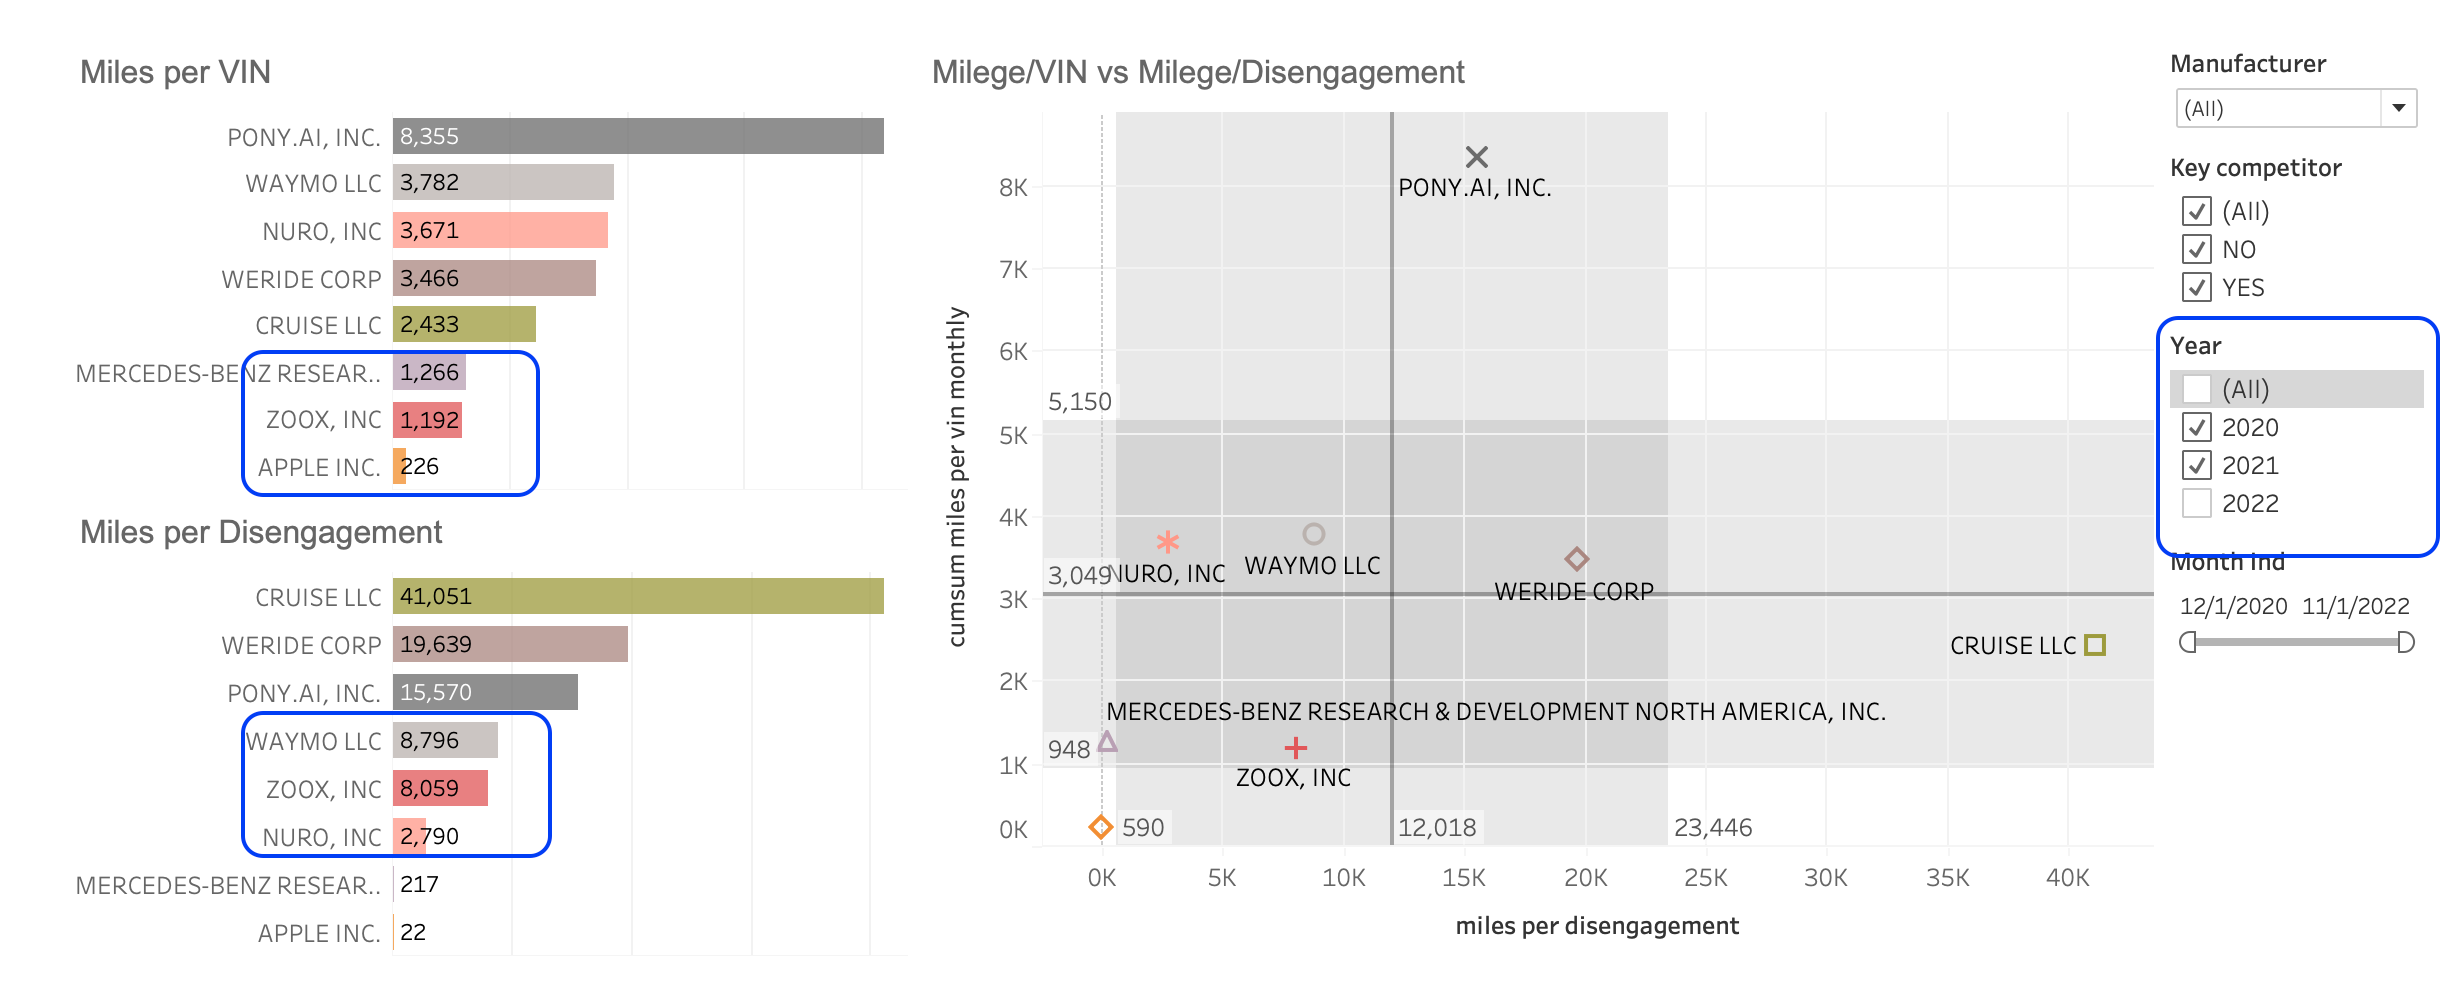 Miles per VIN
PONY.AI, INC. 8,355
WAYMO LLC 3,782
NURO, INC 3,671
WERIDE CORP 3,466
CRUISE LLC 2,433
MERCEDES-BENZ RESEAR.. 1,266
ZOOX, INC 1,192
APPLE INC. 226
Miles per Disengagement
CRUISE LLC 41,051
WERIDE CORP 19,639
PONY.AI, INC. 15,570
WAYMO LLC 8,796
ZOOX, INC 8,059
NURO, INC 2,790
MERCEDES-BENZ RESEAR.. 217
APPLE INC. 22
Milege/VIN vs Milege/Disengagement
cumsum miles per vin monthly
8K
7K
6K
5,150
5K
4K
3,049
3K
2K
948
1K
0K
PONY.AI, INC.
NURO, INC
WAYMO LLC
WERIDE CORP
CRUISE LLC
MERCEDES-BENZ RESEARCH & DEVELOPMENT NORTH AMERICA, INC.
ZOOX, INC
590 12,018 23,446
0K 5K 10K 15K 20K 25K 30K 35K 40K
miles per disengagement
Manufacturer
(All)
Key competitor
(All)
NO
YES
Year
(All)
2020
2021
2022
Month Ind
12/1/2020 11/1/2022